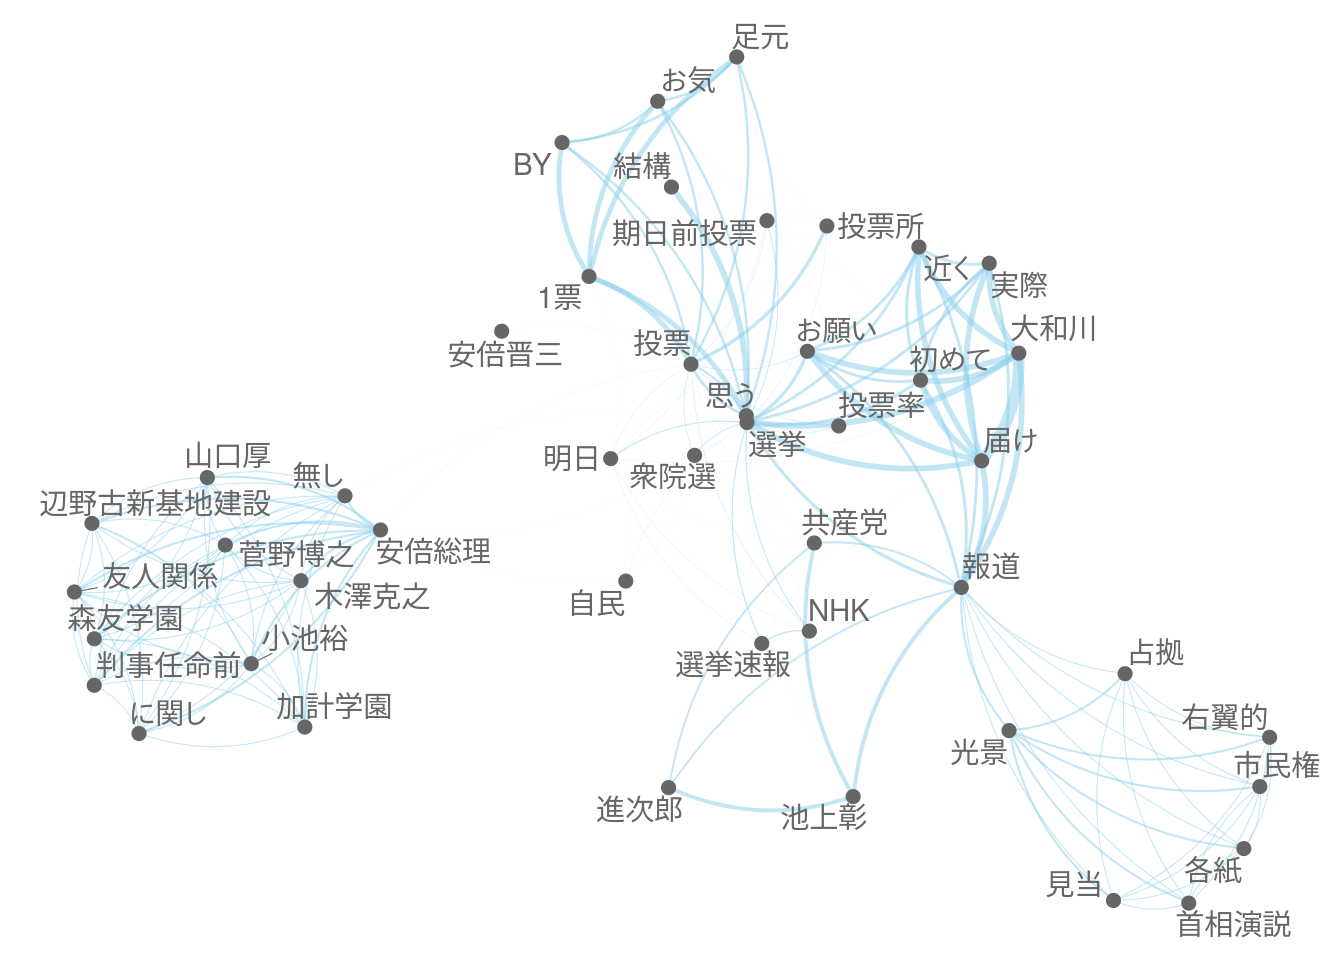 足元
お気
BY
結構
期日前投票
投票所
近く
実際
1票
大和川
お願い
投票
初めて
安倍晋三
思う
投票率
選挙
届け
明日
衆院選
山口厚
無し
辺野古新基地建設
共産党
菅野博之
安倍総理
友人関係
報道
木澤克之
自民
NHK
森友学園
小池裕
選挙速報
判事任命前
占拠
加計学園
に関し
右翼的
光景
市民権
進次郎
池上彰
各紙
見当
首相演説